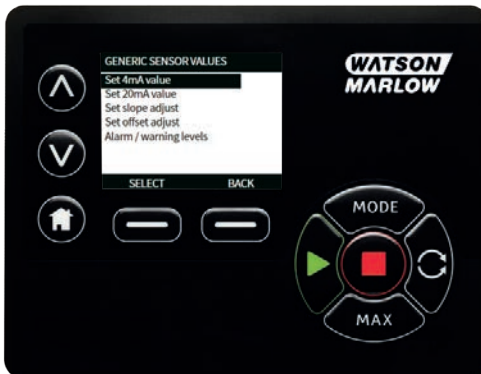 GENERIC SENSOR VALUES
Set 4mA value
Set 20mA value
Set slope adjust
Set offset adjust
Alarm / warning levels
SELECT BACK
WATSON
MARLOW
MODE
MAX